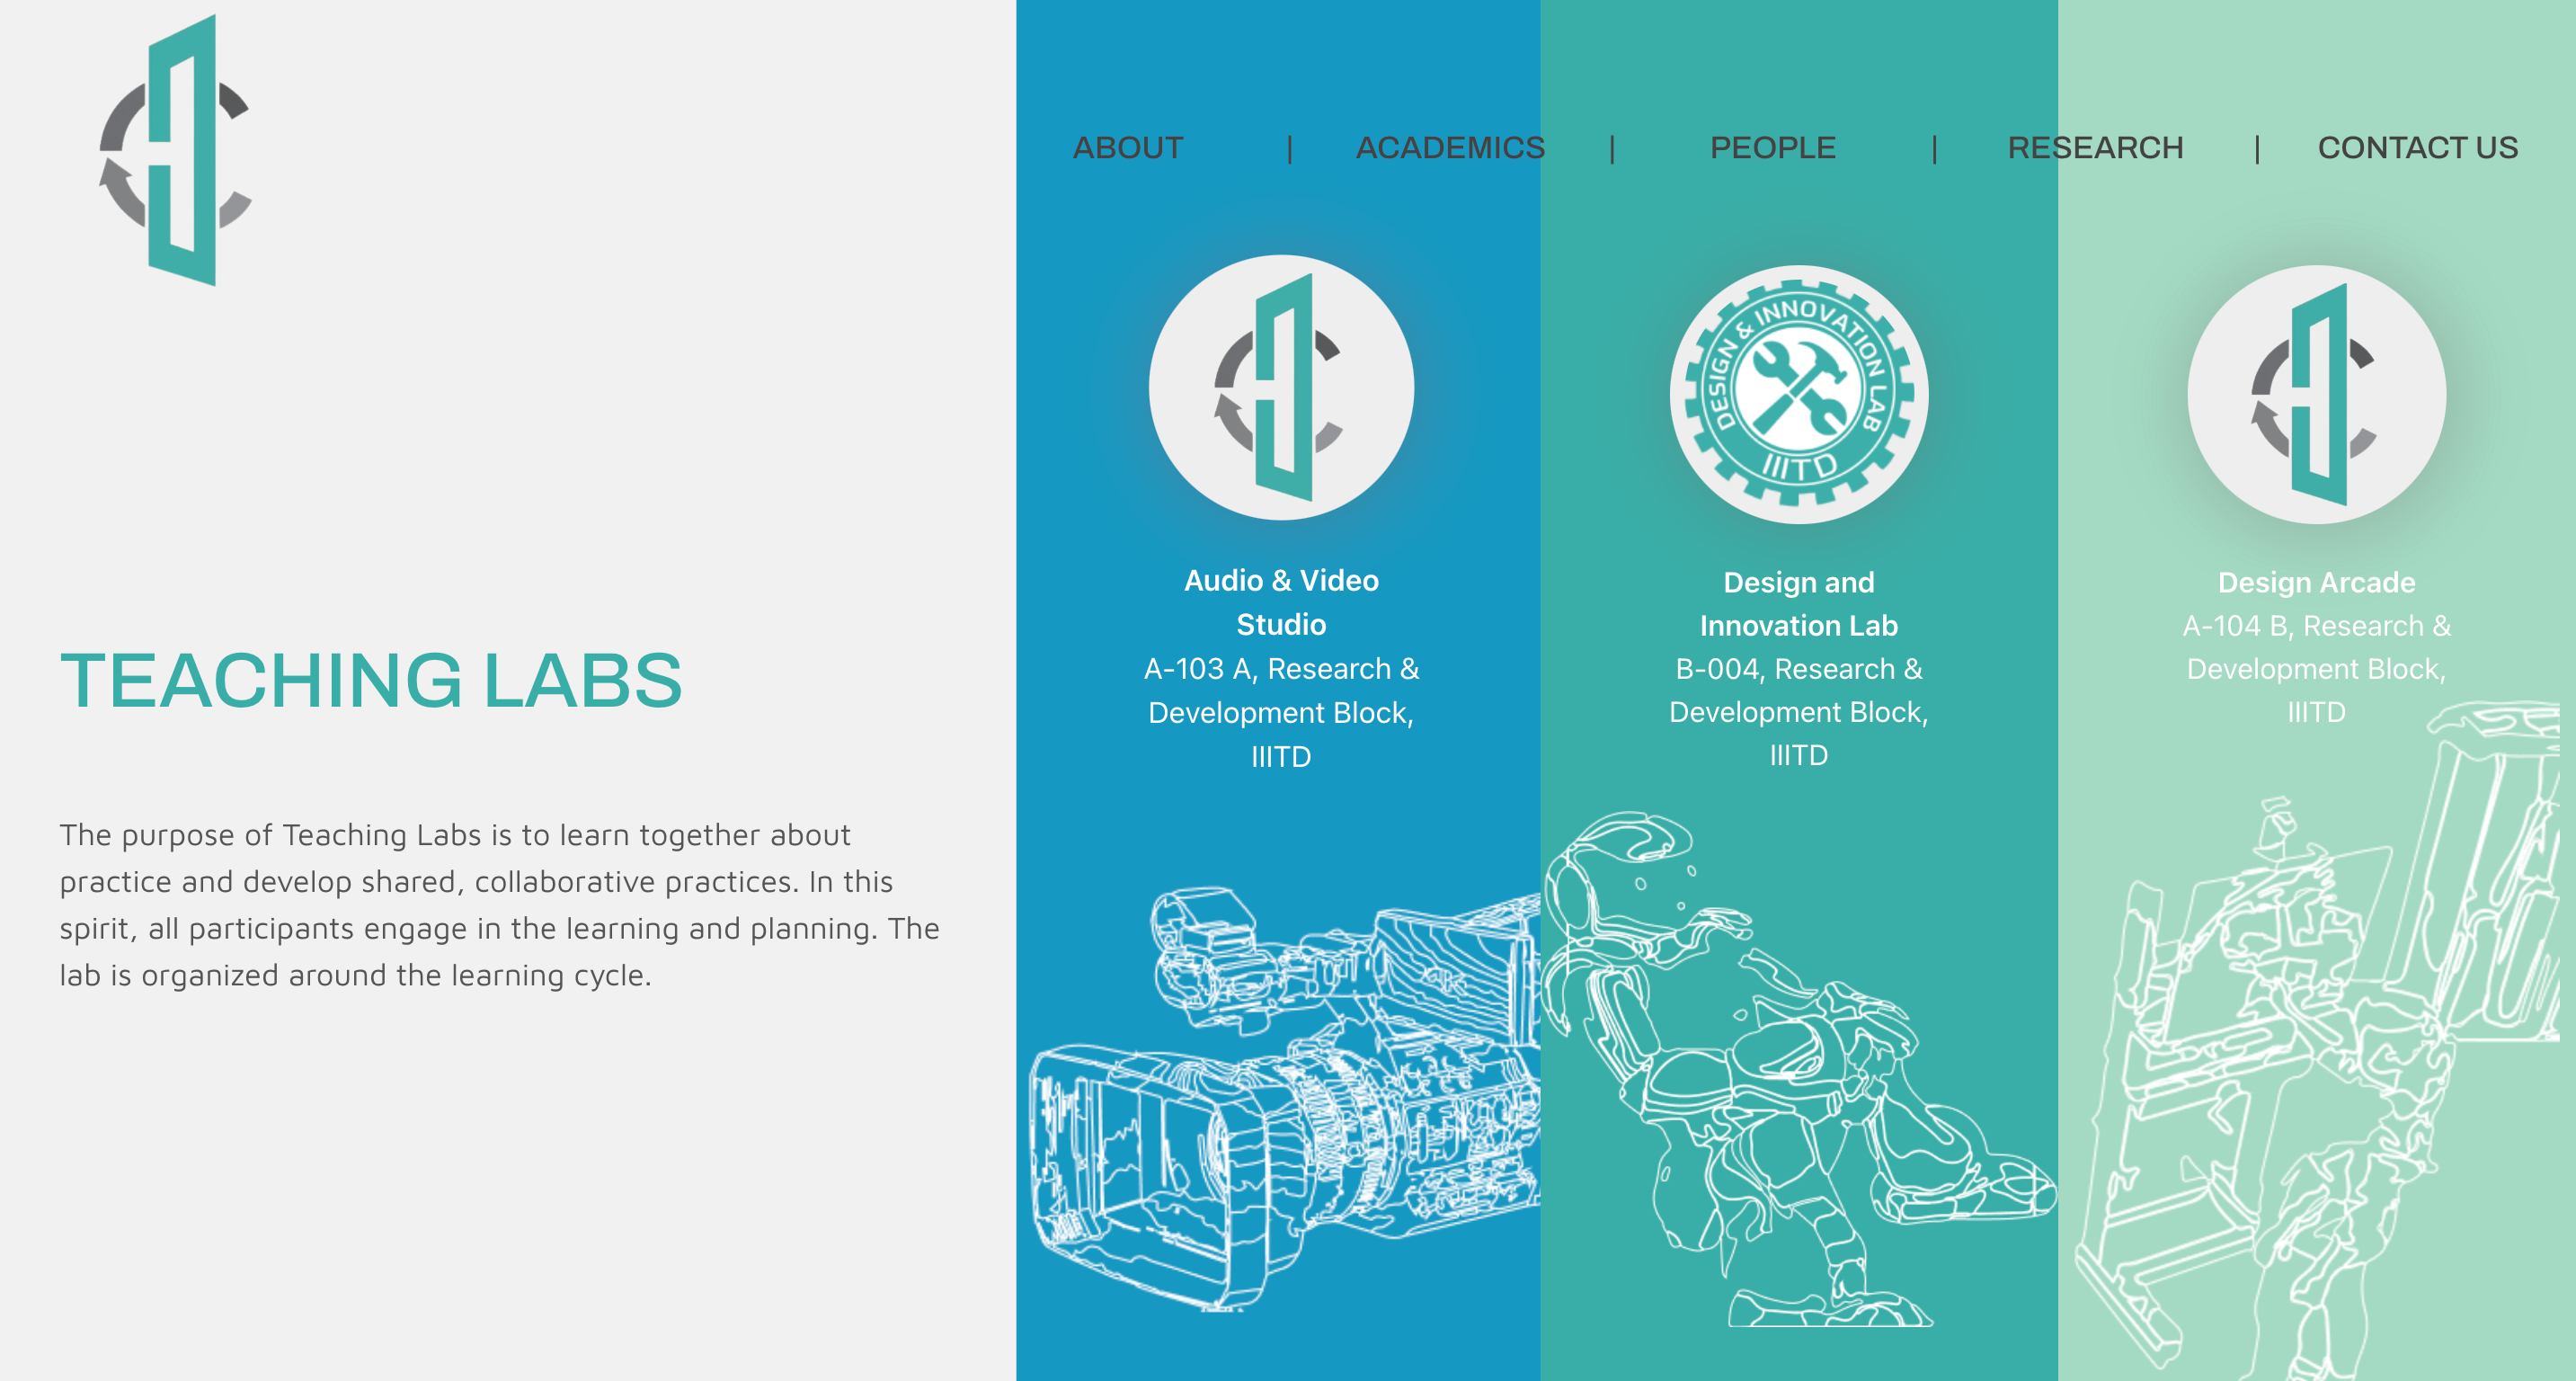 ABOUT | ACADEMICS | PEOPLE | RESEARCH | CONTACT US
TEACHING LABS
The purpose of Teaching Labs is to learn together about
practice and develop shared, collaborative practices. In this
spirit, all participants engage in the learning and planning. The
lab is organized around the learning cycle.
Audio & Video
Studio
A-103 A, Research &
Development Block,
IIITD
DESIGN & INNOVATION LAB
IIITD
Design and
Innovation Lab
B-004, Research &
Development Block,
IIITD
Design Arcade
A-104 B, Research &
Development Block,
IIITD